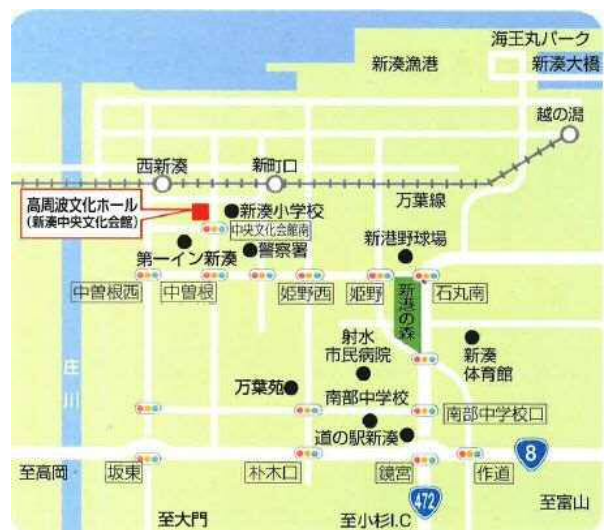 海王丸パーク
新湊漁港
新湊大橋
越の潟
西新湊
新町口
万葉線
高周波文化ホール
(新湊中央文化会館)
新湊小学校
中央文化会館南
警察署
第一イン新湊
新港野球場
中曽根西
中曽根
姫野西
姫野
石丸南
新港の森
射水
市民病院
新湊
体育館
庄川
万葉苑
南部中学校
南部中学校口
道の駅新湊
8
至高岡
坂東
朴木口
鏡宮
作道
472
至富山
至大門
至小杉I.C